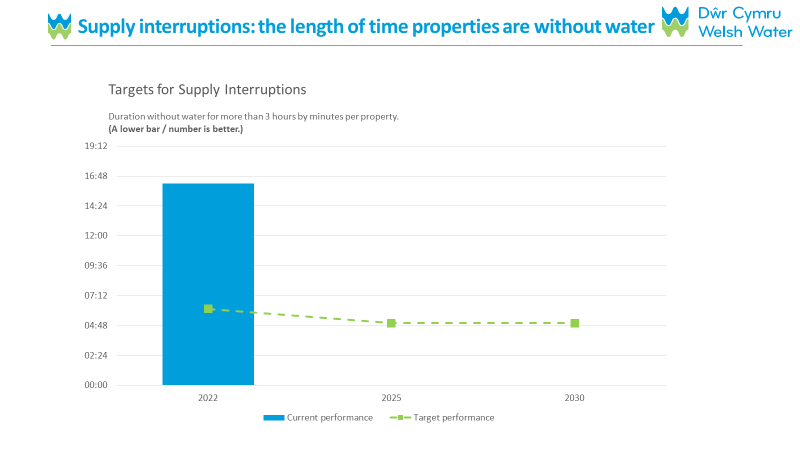 Supply interruptions: the length of time properties are without water
Dŵr Cymru
Welsh Water
Targets for Supply Interruptions
Duration without water for more than 3 hours by minutes per property.
(A lower bar / number is better.)
19:12
16:48
14:24
12:00
09:36
07:12
04:48
02:24
00:00
2022
2025
2030
Current performance
Target performance